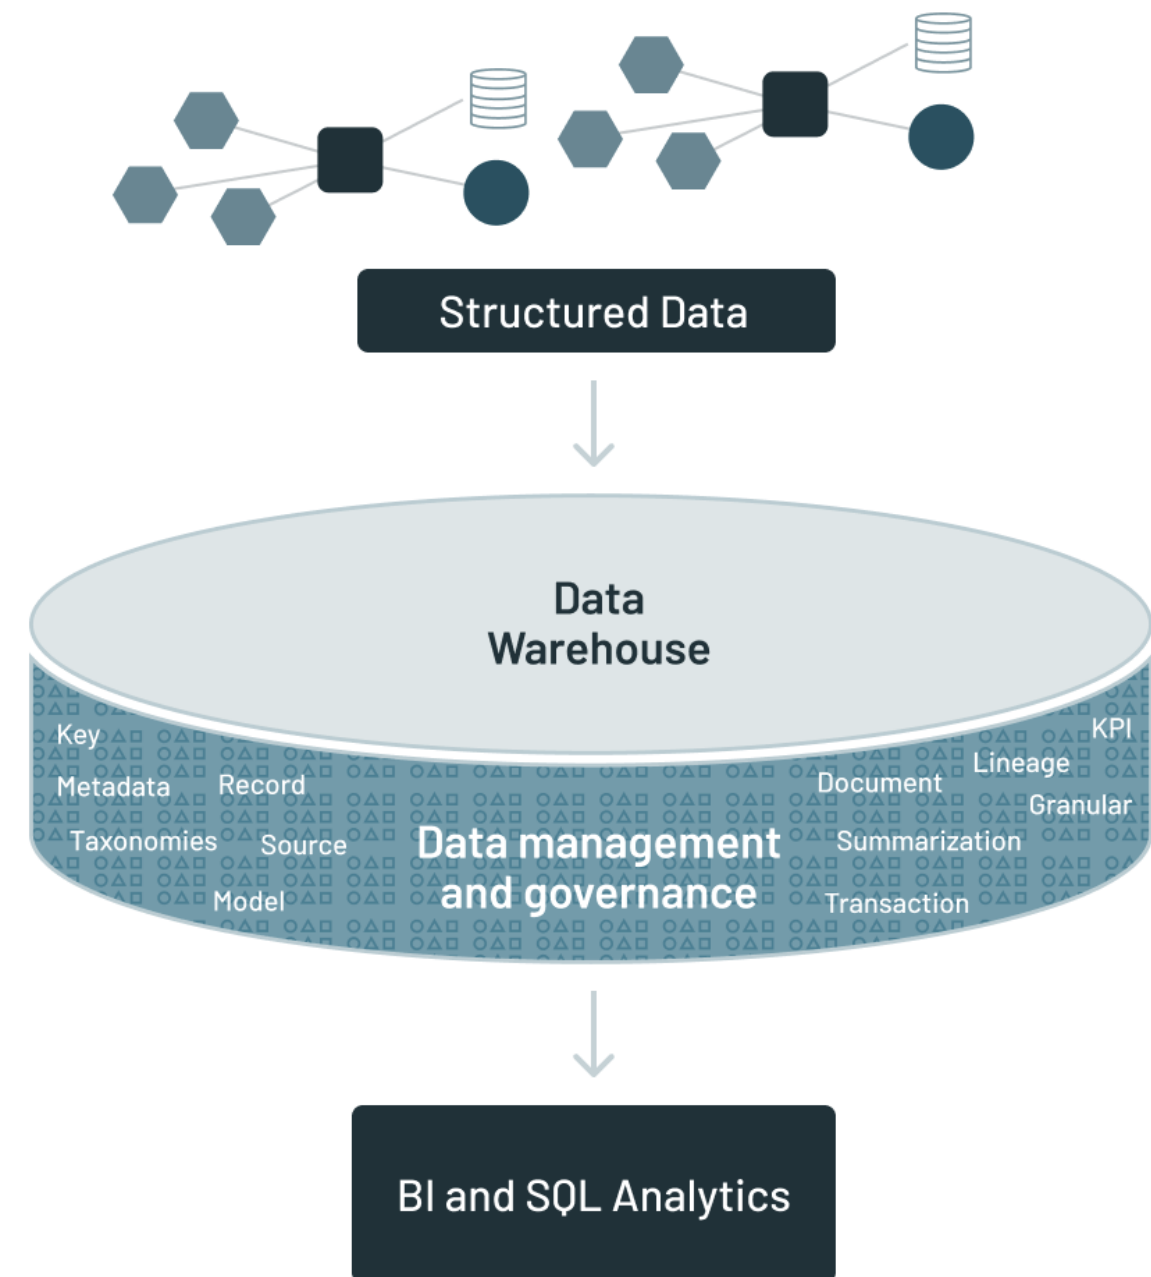 Structured Data
Data
Warehouse
Key
KPI
Lineage
Metadata
Record
Document
Granular
Taxonomies
Source
Data management
and governance
Summarization
Model
Transaction
BI and SQL Analytics